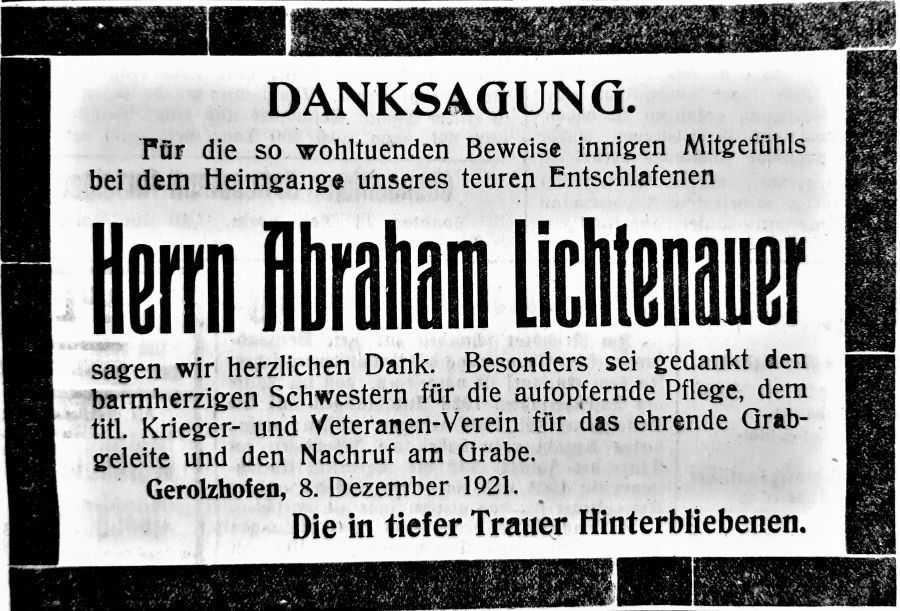 DANKSAGUNG.
Für die so wohltuenden Beweise innigen Mitgefühls
bei dem Heimgange unseres teuren Entschlafenen
Herrn Abraham Lichtenauer
sagen wir herzlichen Dank. Besonders sei gedankt den
barmherzigen Schwestern für die aufopfernde Pflege, dem
titl. Krieger- und Veteranen-Verein für das ehrende Grab-
geleite und den Nachruf am Grabe.
Gerolzhofen, 8. Dezember 1921.
Die in tiefer Trauer Hinterbliebenen.